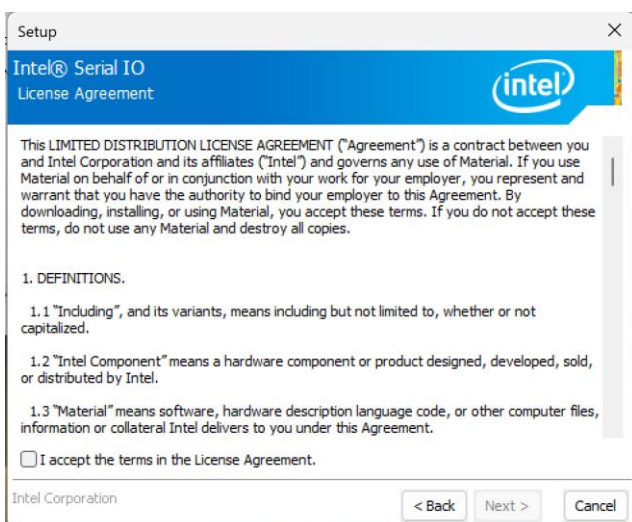 Setup
Intel® Serial IO
License Agreement
intel
This LIMITED DISTRIBUTION LICENSE AGREEMENT ("Agreement") is a contract between you
and Intel Corporation and its affiliates ("Intel") and governs any use of Material. If you use
Material on behalf of or in conjunction with your work for your employer, you represent and
warrant that you have the authority to bind your employer to this Agreement. By
downloading, installing, or using Material, you accept these terms. If you do not accept these
terms, do not use any Material and destroy all copies.
1. DEFINITIONS.
1.1 "Including", and its variants, means including but not limited to, whether or not
capitalized.
1.2 "Intel Component" means a hardware component or product designed, developed, sold,
or distributed by Intel.
1.3 "Material" means software, hardware description language code, or other computer files,
information or collateral Intel delivers to you under this Agreement.
I accept the terms in the License Agreement.
Intel Corporation
< Back Next > Cancel